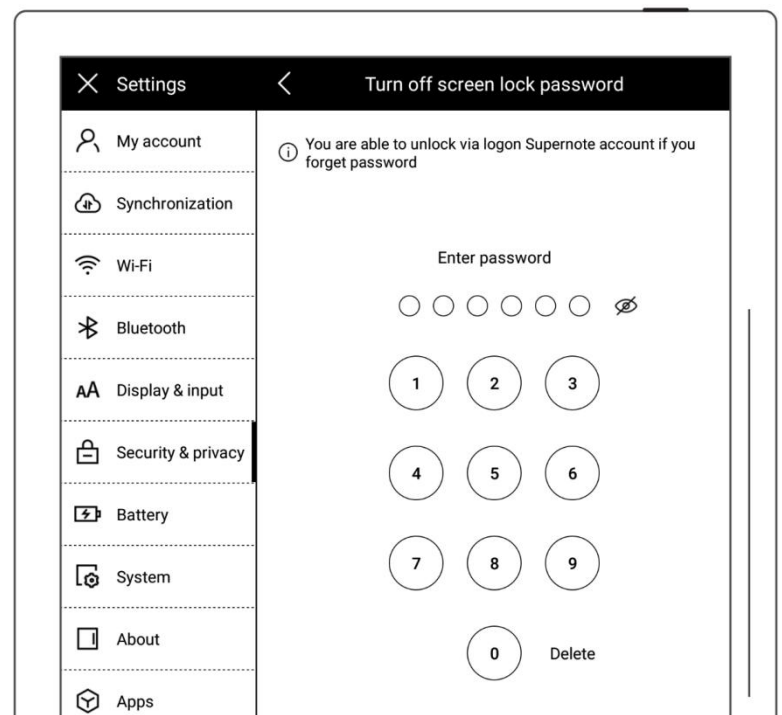 Settings
Turn off screen lock password
My account
Synchronization
Wi-Fi
Bluetooth
AA Display & input
Security & privacy
Battery
System
About
Apps
You are able to unlock via logon Supernote account if you
forget password
Enter password
1 2 3
4 5 6
7 8 9
0 Delete